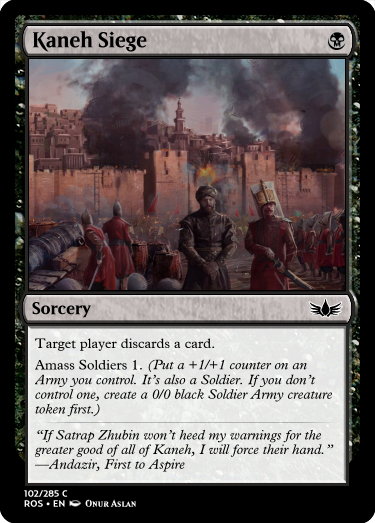 Kaneh Siege
Sorcery
Target player discards a card.
Amass Soldiers 1. (Put a +1/+1 counter on an
Army you control. It's also a Soldier. If you don't
control one, create a 0/0 black Soldier Army creature
token first.)
"If Satrap Zhubin won't heed my warnings for the
greater good of all of Kaneh, I will force their hand."
—Andazir, First to Aspire
102/285 C
ROS • EN Onur Aslan